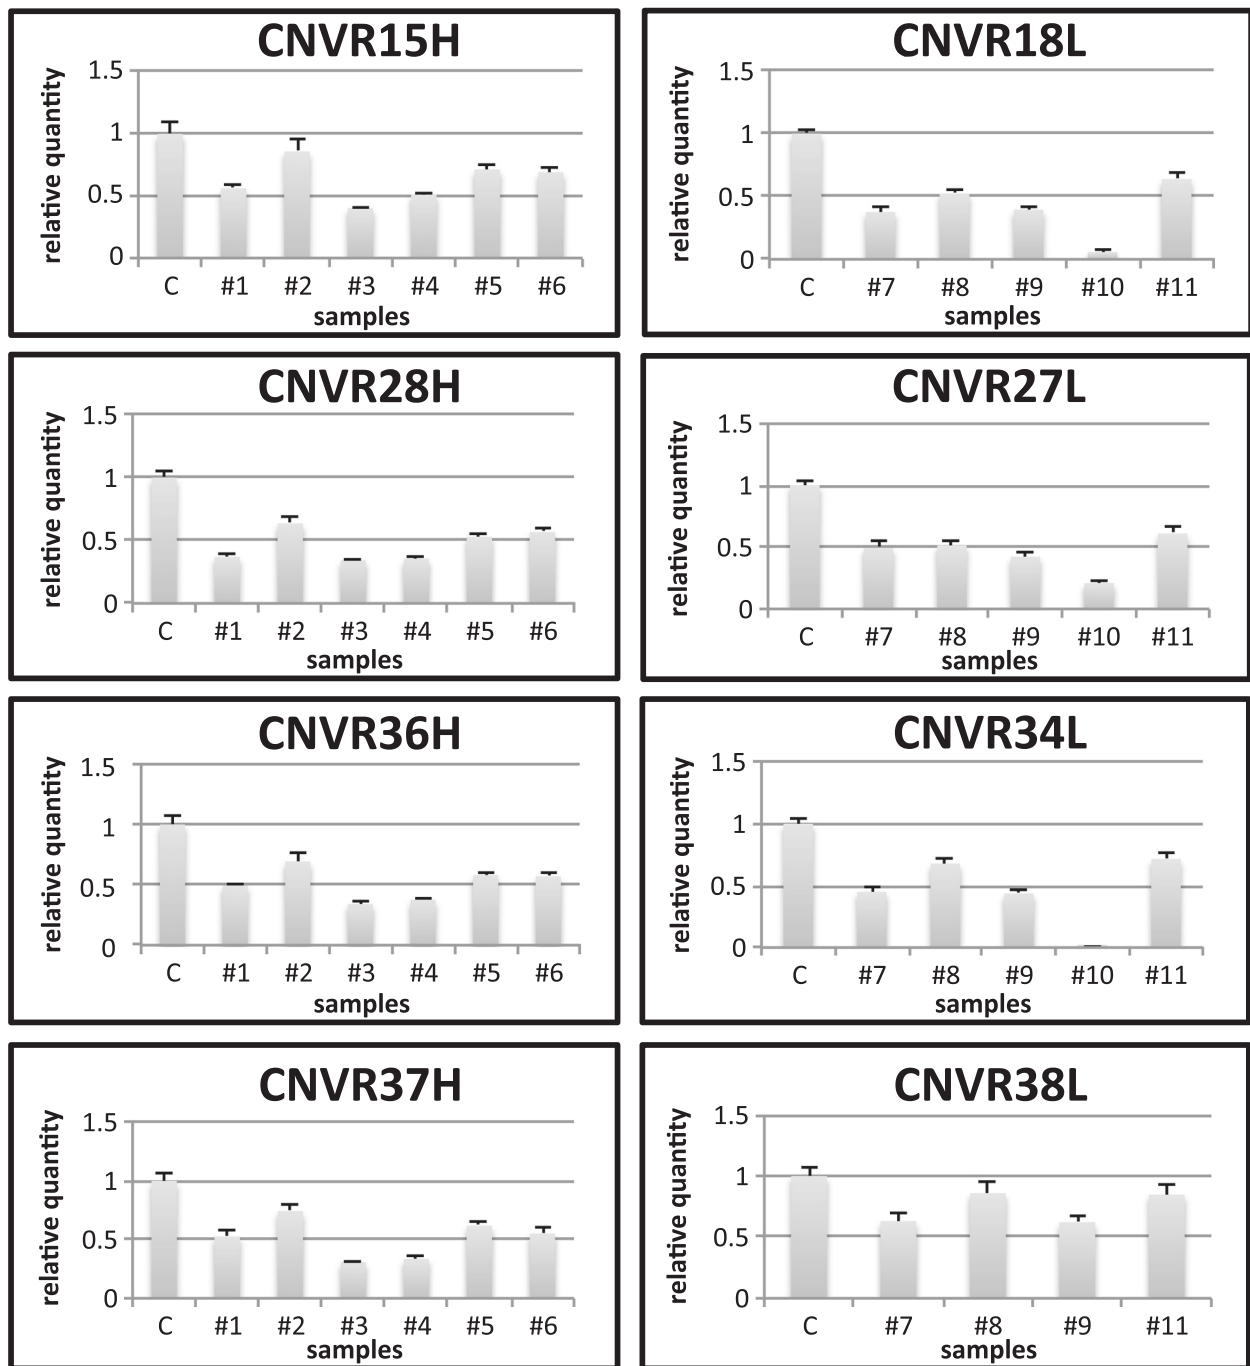 CNVR15H
relative quantity
1.5
1
0.5
0
C #1 #2 #3 #4 #5 #6
samples
CNVR18L
relative quantity
1.5
1
0.5
0
C #7 #8 #9 #10 #11
samples
CNVR28H
relative quantity
1.5
1
0.5
0
C #1 #2 #3 #4 #5 #6
samples
CNVR27L
relative quantity
1.5
1
0.5
0
C #7 #8 #9 #10 #11
samples
CNVR36H
relative quantity
1.5
1
0.5
0
C #1 #2 #3 #4 #5 #6
samples
CNVR34L
relative quantity
1.5
1
0.5
0
C #7 #8 #9 #10 #11
samples
CNVR37H
relative quantity
1.5
1
0.5
0
C #1 #2 #3 #4 #5 #6
samples
CNVR38L
relative quantity
1.5
1
0.5
0
C #7 #8 #9 #11
samples